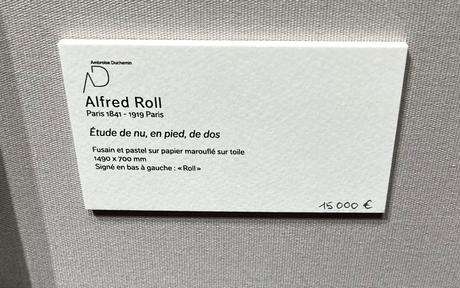 Ambroise Duchemin
AD
Alfred Roll
Paris 1841 - 1919 Paris
Étude de nu, en pied, de dos
Fusain et pastel sur papier marouflé sur toile
1490 x 700 mm
Signé en bas à gauche : «Roll»
15 000 €